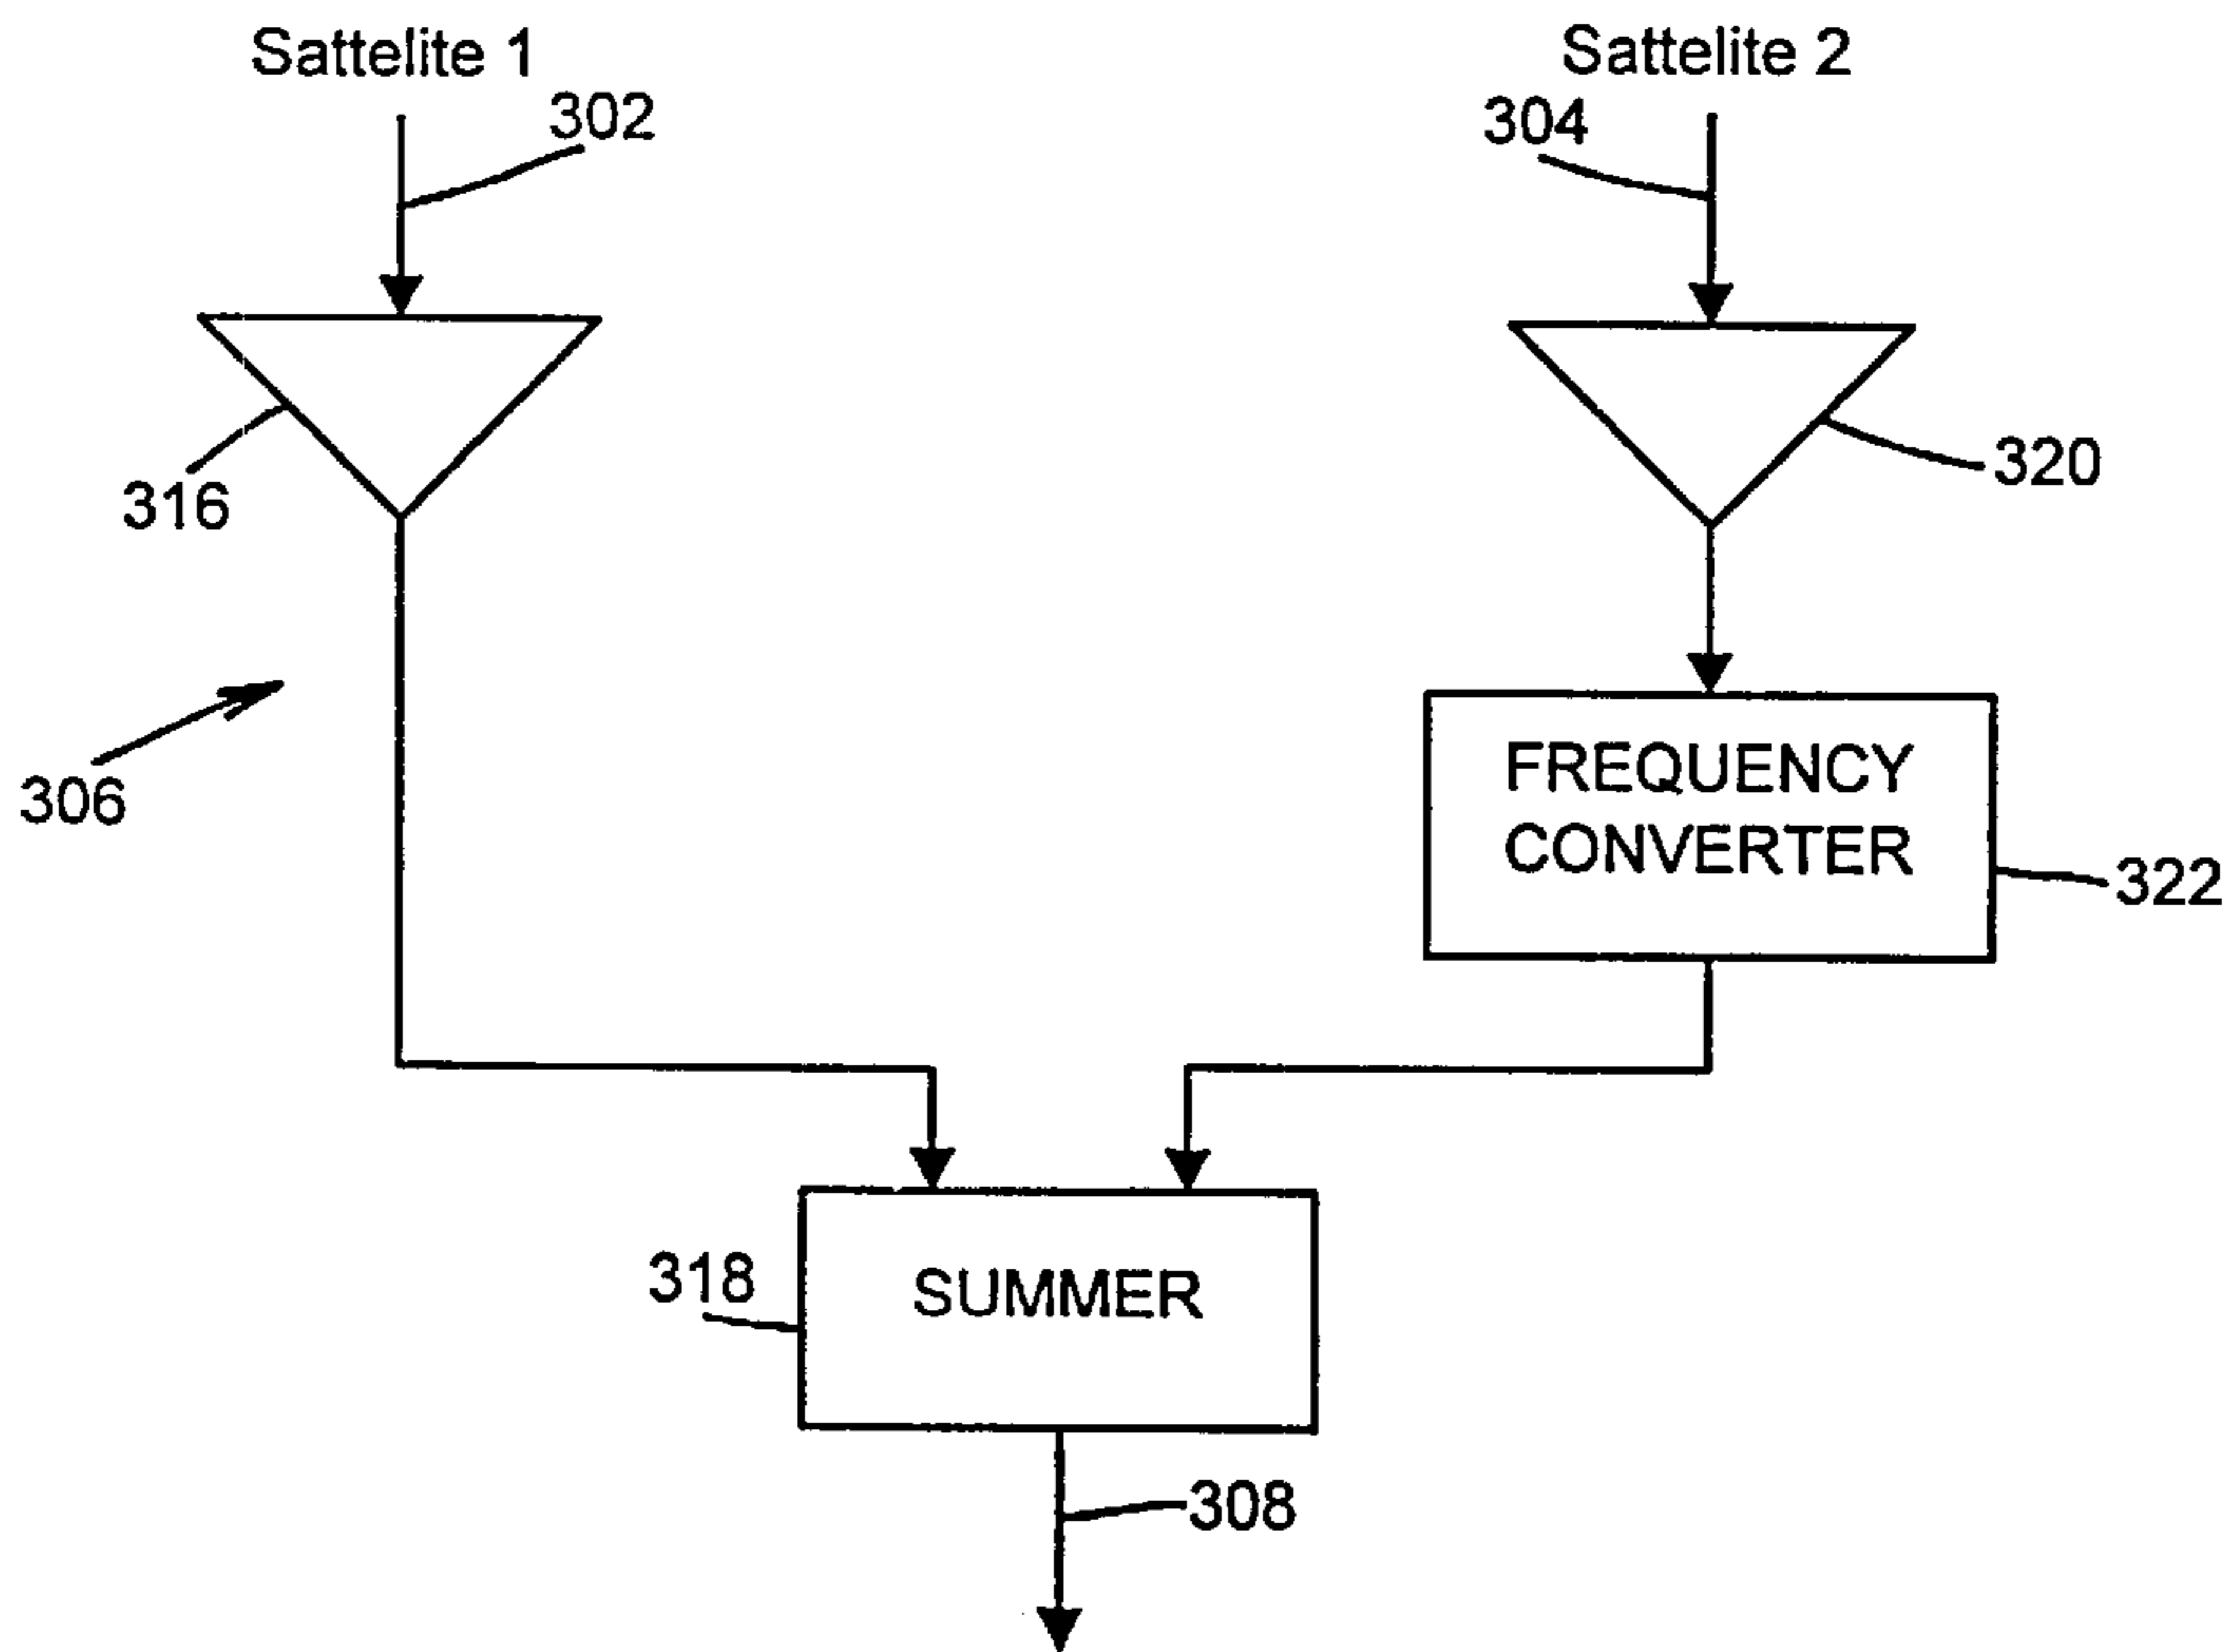 Sattelite 1
Sattelite 2
302
304
316
320
306
FREQUENCY
CONVERTER
322
318
SUMMER
308